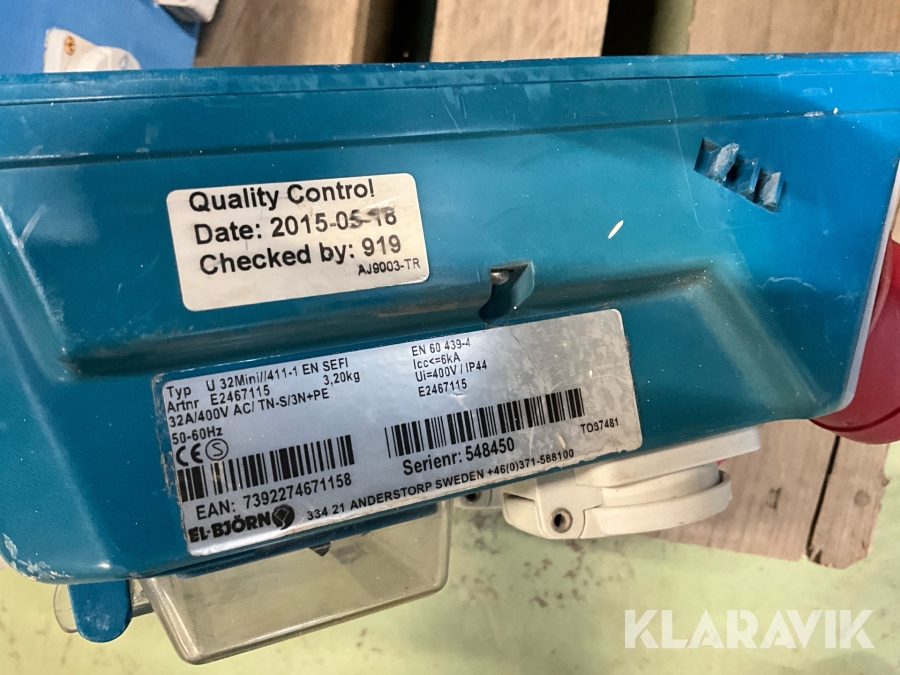 Quality Control
Date: 2015-05-18
Checked by: 919
AJ9003-TR
Typ U 32Mini//411-1 EN SEFI
Artnr E2467115 3,20kg
32A/400V AC/ TN-S/3N+PE
50-60Hz
CE S
EAN: 7392274671158
EL-BJÖRN
EN 60 439-4
Icc<=6kA
Ui=400V / IP44
E2467115
TO37481
Serienr: 548450
334 21 ANDERSTORP SWEDEN +46(0)371-588100
KLARAVIK